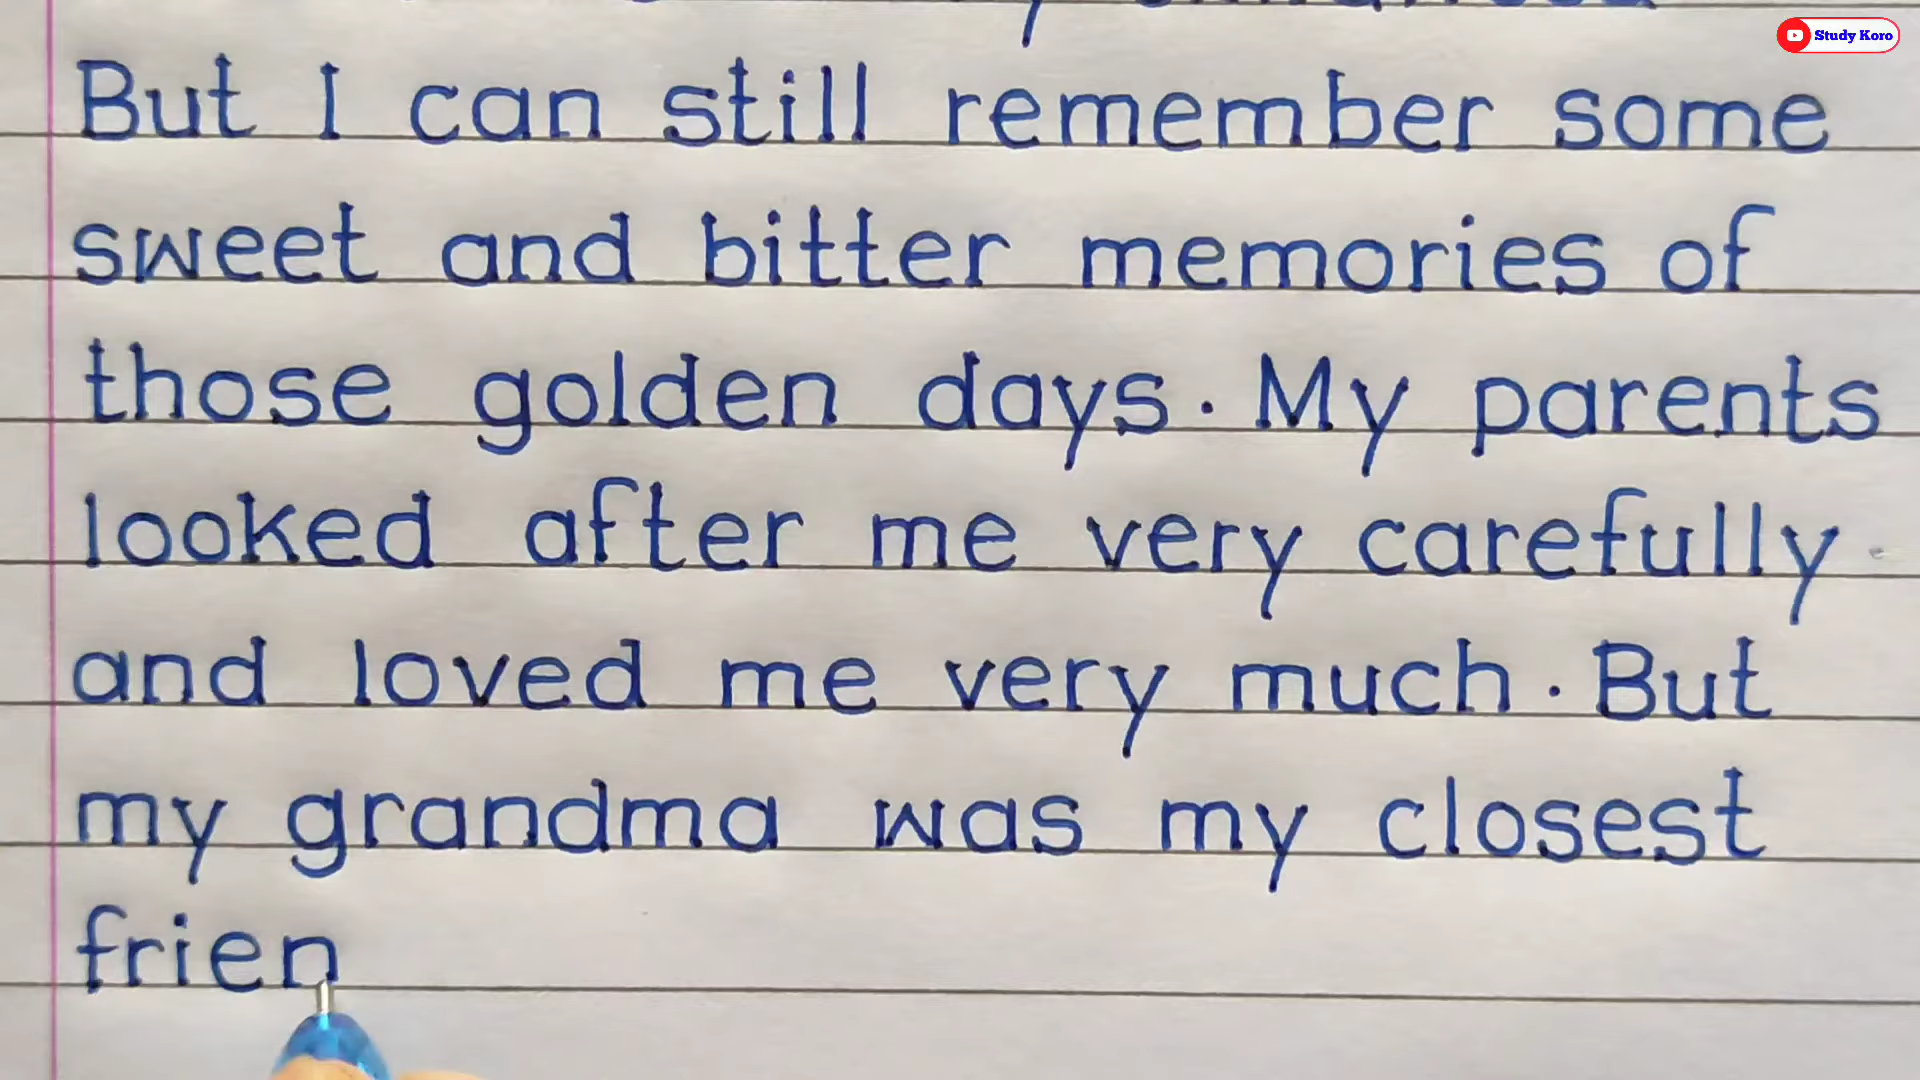 Study Koro
But I can still remember some
sweet and bitter memories of
those golden days. My parents
looked after me very carefully
and loved me very much. But
my grandma was my closest
frien